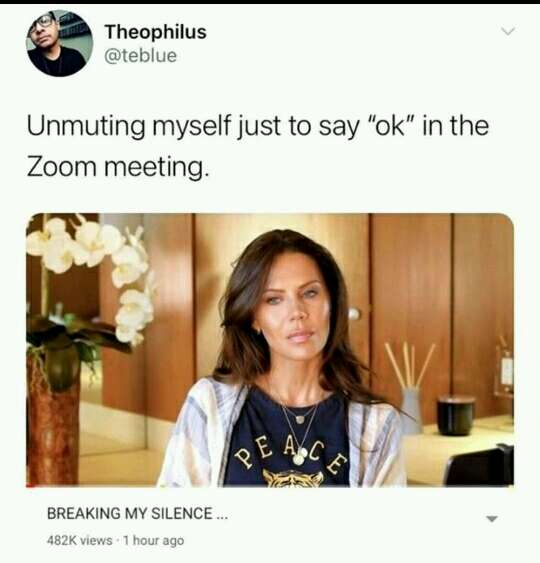 Theophilus
@teblue
Unmuting myself just to say “ok” in the
Zoom meeting.
PEACE
BREAKING MY SILENCE ...
482K views · 1 hour ago